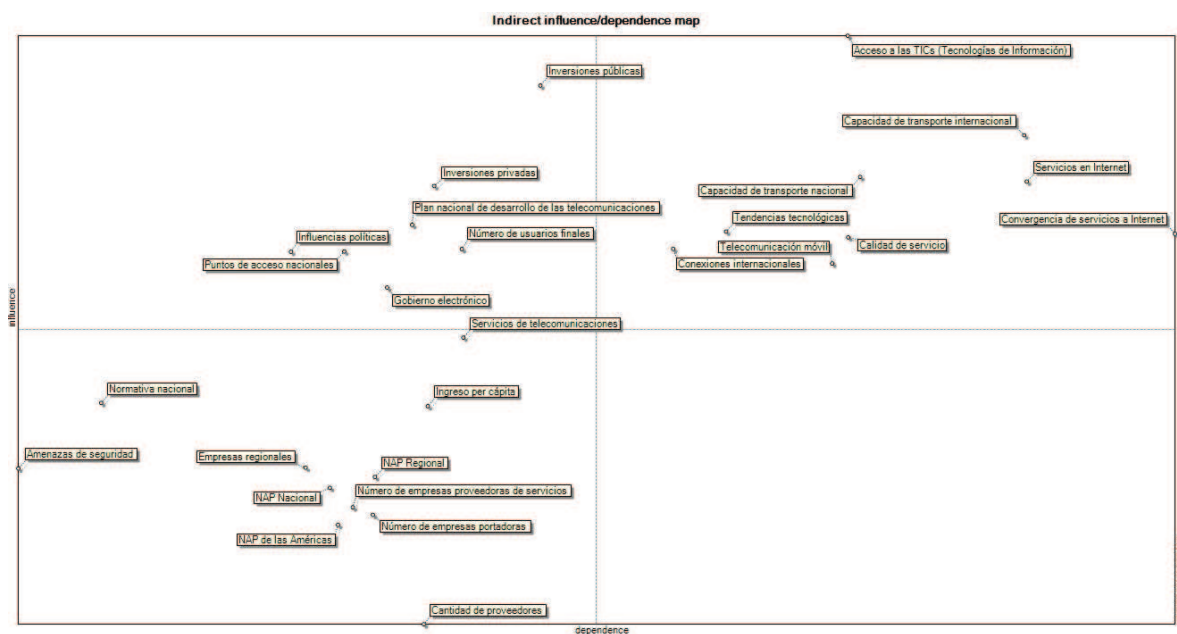 Indirect influence/dependence map
Acceso a las TICs (Tecnologías de Información)
Inversiones públicas
Capacidad de transporte internacional
Inversiones privadas
Servicios en Internet
Capacidad de transporte nacional
Plan nacional de desarrollo de las telecomunicaciones
Tendencias tecnológicas
Convergencia de servicios a Internet
Influencias políticas
Número de usuarios finales
Telecomunicación móvil
Calidad de servicio
Puntos de acceso nacionales
Conexiones internacionales
Gobierno electrónico
influence
Servicios de telecomunicaciones
Normativa nacional
Ingreso per cápita
Amenazas de seguridad
Empresas regionales
NAP Regional
NAP Nacional
Número de empresas proveedoras de servicios
Número de empresas portadoras
NAP de las Américas
Cantidad de proveedores
dependence